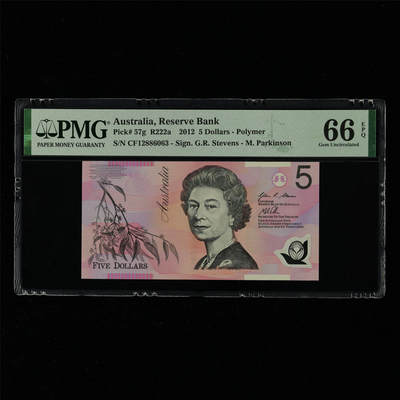 PMG
PAPER MONEY GUARANTY
Australia, Reserve Bank
Pick# 57g R222a 2012 5 Dollars - Polymer
S/N CF12886063 - Sign. G.R. Stevens - M. Parkinson
66 EPQ
Gem Uncirculated
Australia
5
FIVE DOLLARS